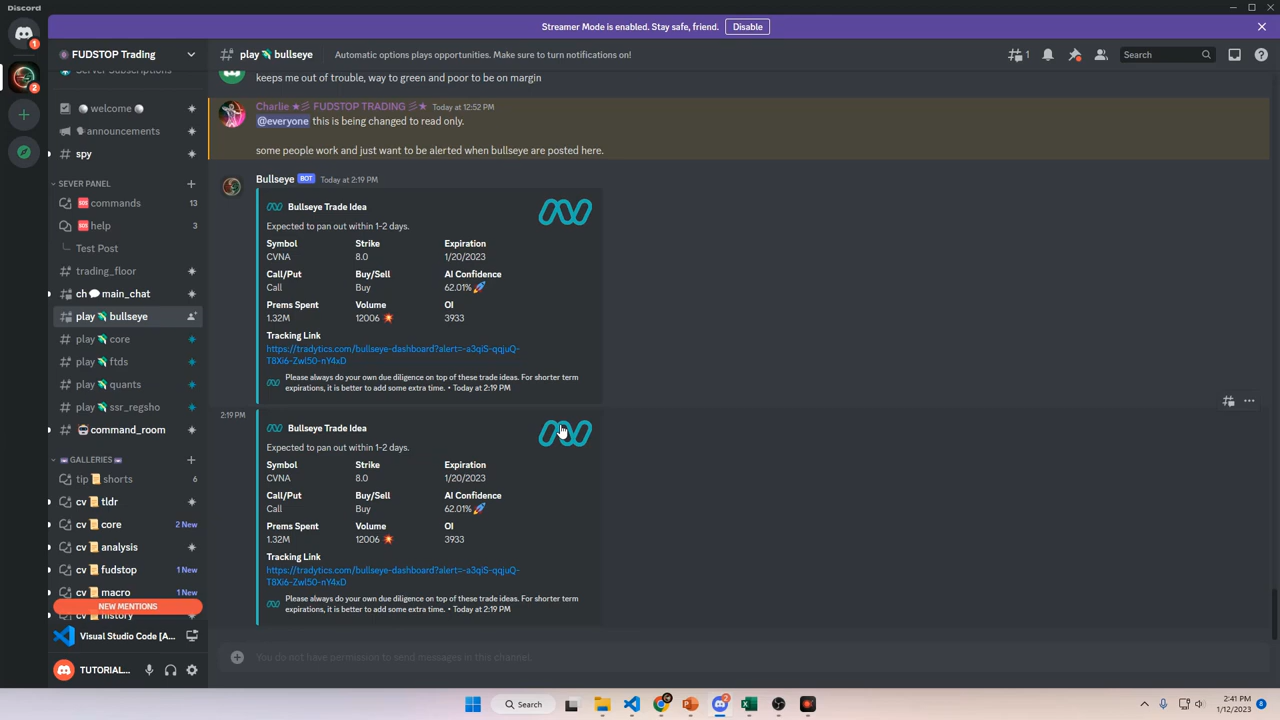 Discord
Streamer Mode is enabled. Stay safe, friend. Disable
FUDSTOP Trading
play bullseye Automatic options plays opportunities. Make sure to turn notifications on! 1 Search
Server Subscriptions
welcome
announcements
spy
SEVER PANEL
commands 13
help 3
Test Post
trading_floor
ch main_chat
play bullseye
play core
play ftds
play quants
play ssr_regsho
command_room
GALLERIES
tip shorts 6
cv tldr
cv core 2 New
cv analysis
cv fudstop 1 New
cv macro 1 New
cv history
NEW MENTIONS
Visual Studio Code [A...
TUTORIAL...
1
2
keeps me out of trouble, way to green and poor to be on margin
Charlie ★彡 FUDSTOP TRADING 彡★ Today at 12:52 PM
@everyone this is being changed to read only.
some people work and just want to be alerted when bullseye are posted here.
Bullseye BOT Today at 2:19 PM
Bullseye Trade Idea
Expected to pan out within 1-2 days.
Symbol Strike Expiration
CVNA 8.0 1/20/2023
Call/Put Buy/Sell AI Confidence
Call Buy 62.01% 🚀
Prems Spent Volume OI
1.32M 12006 💥 3933
Tracking Link
https://tradytics.com/bullseye-dashboard?alert=-a3qiS-qqjuQ-
T8Xi6-Zwl50-nY4xD
Please always do your own due diligence on top of these trade ideas. For shorter term
expirations, it is better to add some extra time. • Today at 2:19 PM
2:19 PM
Bullseye Trade Idea
Expected to pan out within 1-2 days.
Symbol Strike Expiration
CVNA 8.0 1/20/2023
Call/Put Buy/Sell AI Confidence
Call Buy 62.01% 🚀
Prems Spent Volume OI
1.32M 12006 💥 3933
Tracking Link
https://tradytics.com/bullseye-dashboard?alert=-a3qiS-qqjuQ-
T8Xi6-Zwl50-nY4xD
Please always do your own due diligence on top of these trade ideas. For shorter term
expirations, it is better to add some extra time. • Today at 2:19 PM
You do not have permission to send messages in this channel.
Search
2:41 PM
1/12/2023